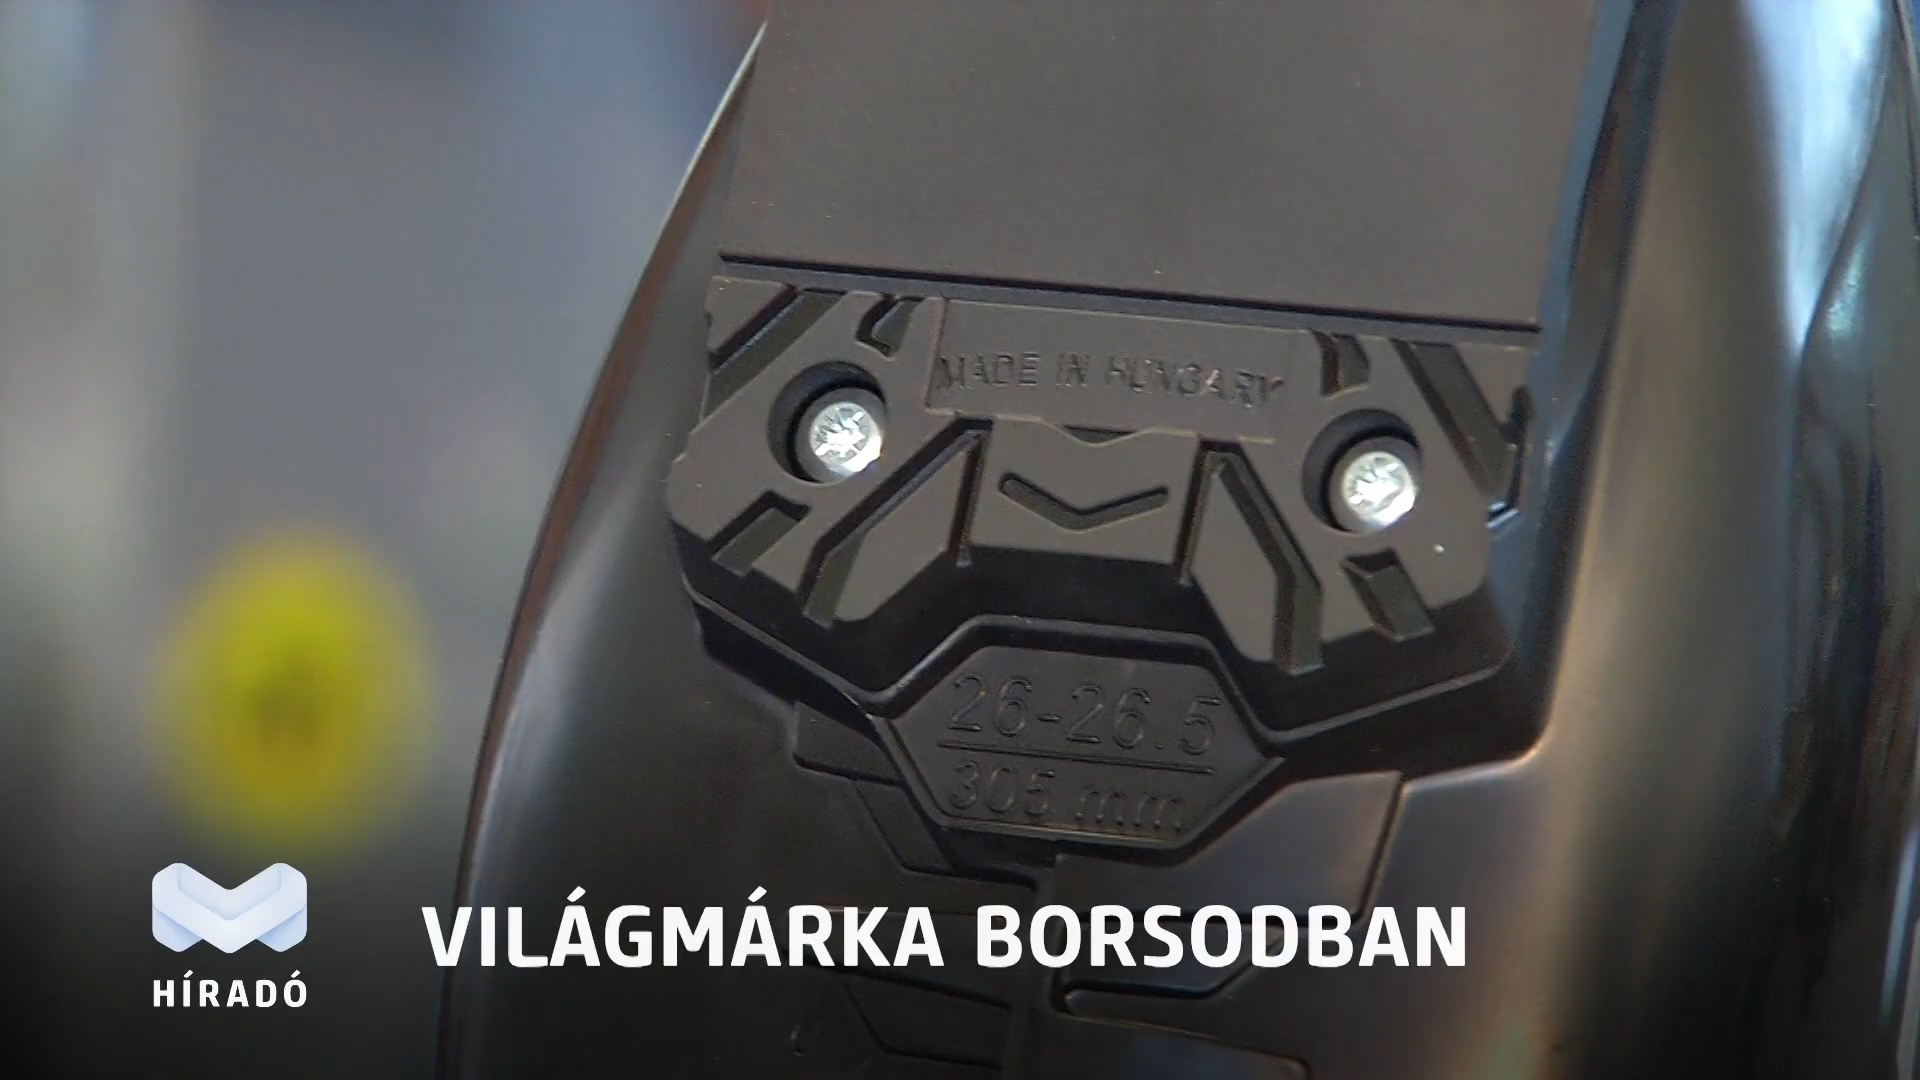 MADE IN HUNGARY
26-26.5
305 mm
VILÁGMÁRKA BORSODBAN
HÍRADÓ